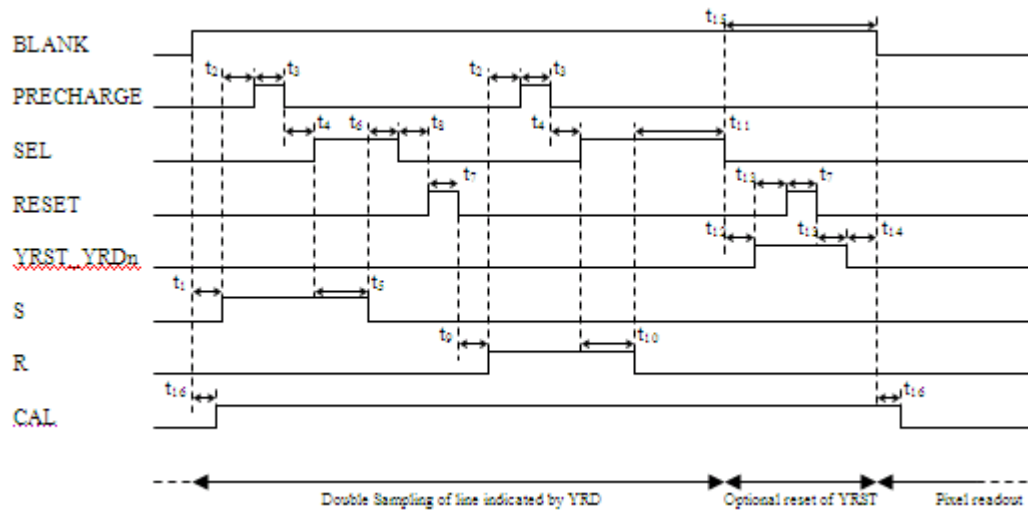 t₁₅
BLANK
t₂ t₃ t₂ t₃
PRECHARGE
t₄ t₆ t₈ t₄ t₁₁
SEL
t₇ t₁₃ t₇
RESET
t₁₂ t₁₃ t₁₄
YRST_YRDn
t₁ t₅
S
t₉ t₁₀
R
t₁₆ t₁₆
CAL
Double Sampling of line indicated by YRD Optional reset of YRST Pixel readout